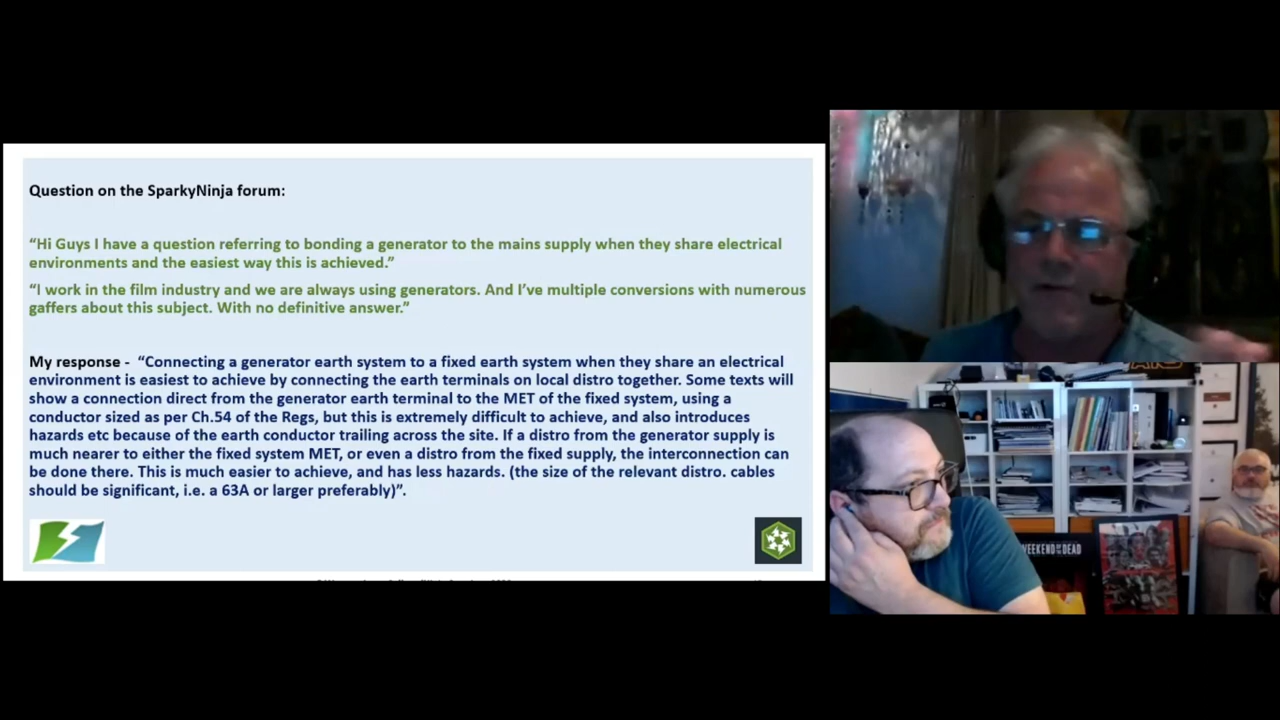 Question on the SparkyNinja forum:
“Hi Guys I have a question referring to bonding a generator to the mains supply when they share electrical
environments and the easiest way this is achieved.”
“I work in the film industry and we are always using generators. And I’ve multiple conversions with numerous
gaffers about this subject. With no definitive answer.”
My response - “Connecting a generator earth system to a fixed earth system when they share an electrical
environment is easiest to achieve by connecting the earth terminals on local distro together. Some texts will
show a connection direct from the generator earth terminal to the MET of the fixed system, using a
conductor sized as per Ch.54 of the Regs, but this is extremely difficult to achieve, and also introduces
hazards etc because of the earth conductor trailing across the site. If a distro from the generator supply is
much nearer to either the fixed system MET, or even a distro from the fixed supply, the interconnection can
be done there. This is much easier to achieve, and has less hazards. (the size of the relevant distro. cables
should be significant, i.e. a 63A or larger preferably)”.
WEEKEND OF THE DEAD